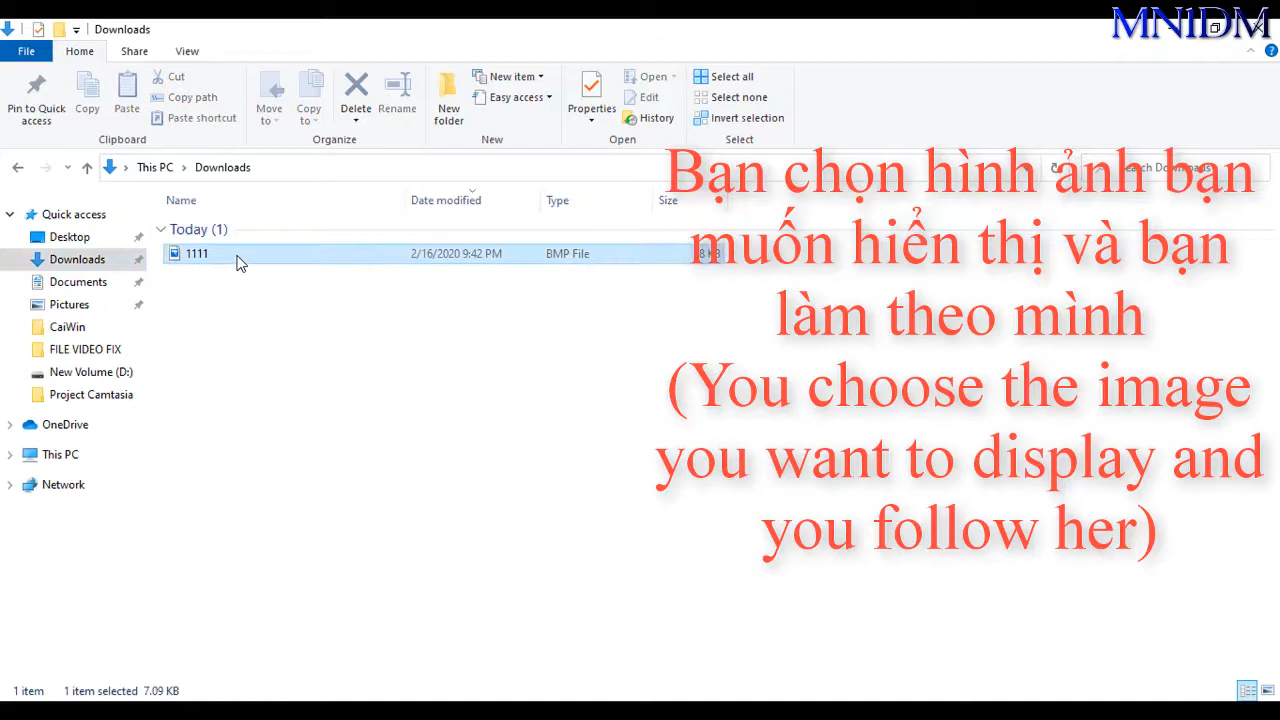 Downloads
MNIDM
File Home Share View
Pin to Quick access
Copy
Paste
Cut
Copy path
Paste shortcut
Clipboard
Move to
Copy to
Delete
Rename
Organize
New folder
New item
Easy access
New
Properties
Open
Edit
History
Open
Select all
Select none
Invert selection
Select
This PC Downloads
Search Downloads
Name Date modified Type Size
Today (1)
1111 2/16/2020 9:42 PM BMP File 8 KB
Quick access
Desktop
Downloads
Documents
Pictures
CaiWin
FILE VIDEO FIX
New Volume (D:)
Project Camtasia
OneDrive
This PC
Network
Bạn chọn hình ảnh bạn
muốn hiển thị và bạn
làm theo mình
(You choose the image
you want to display and
you follow her)
1 item 1 item selected 7.09 KB